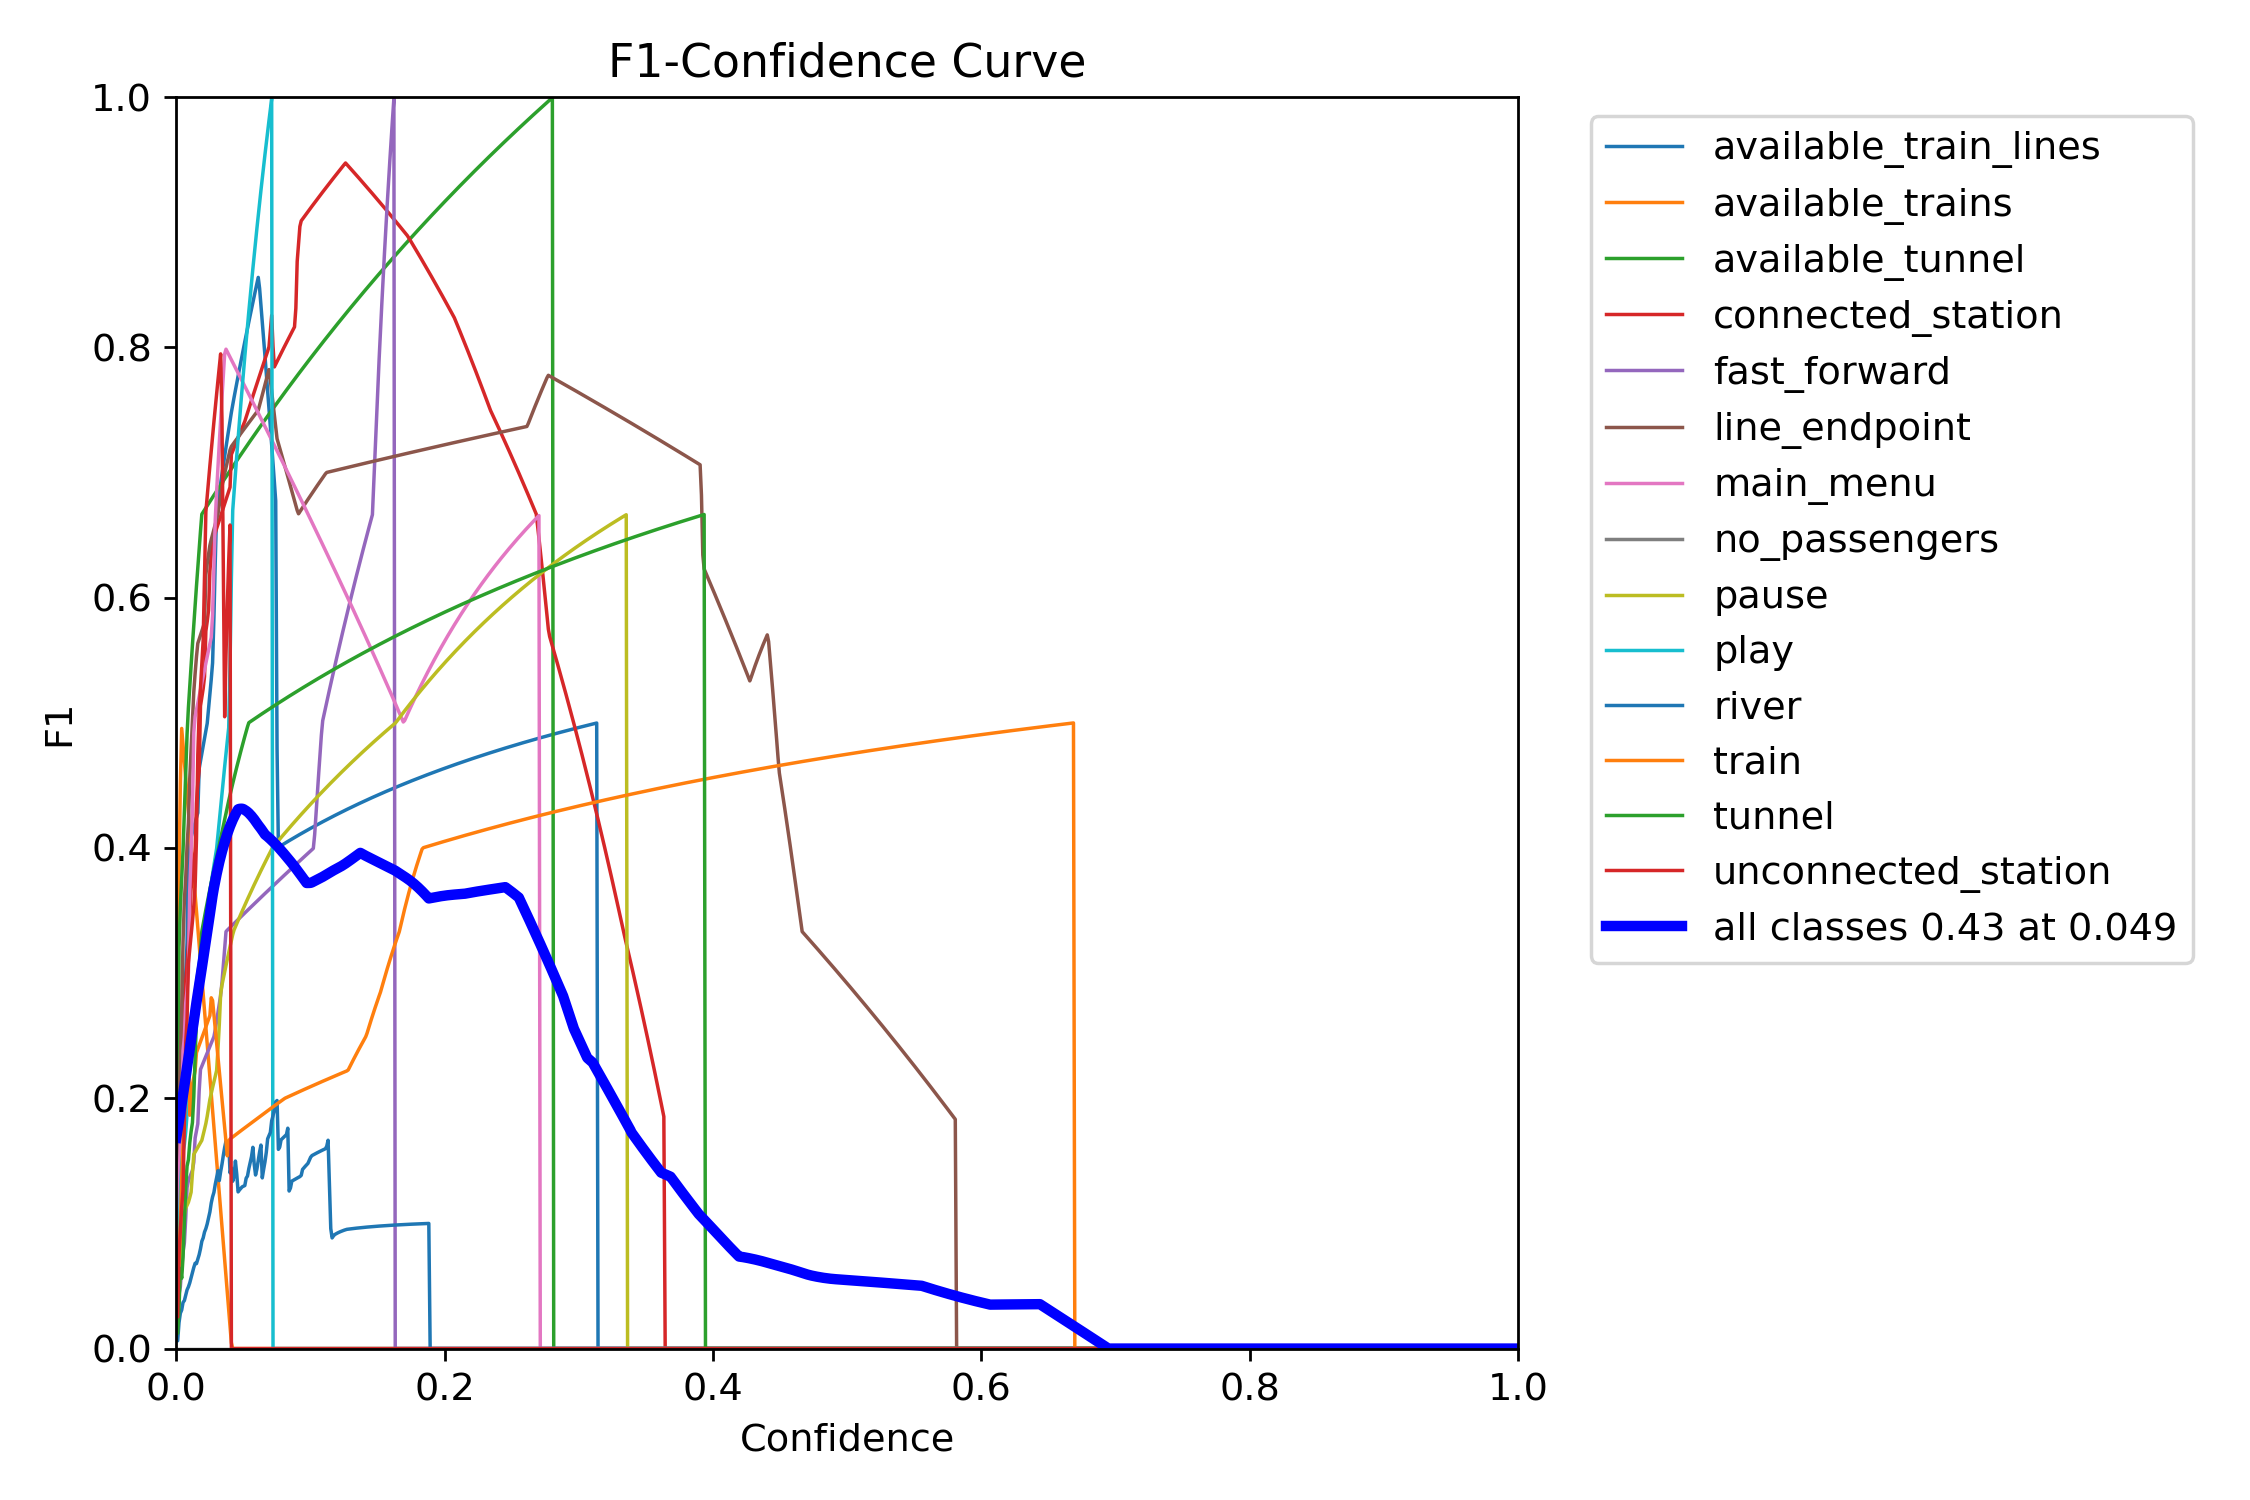 F1-Confidence Curve
1.0
0.8
0.6
0.4
0.2
0.0
F1
0.0 0.2 0.4 0.6 0.8 1.0
Confidence
available_train_lines
available_trains
available_tunnel
connected_station
fast_forward
line_endpoint
main_menu
no_passengers
pause
play
river
train
tunnel
unconnected_station
all classes 0.43 at 0.049